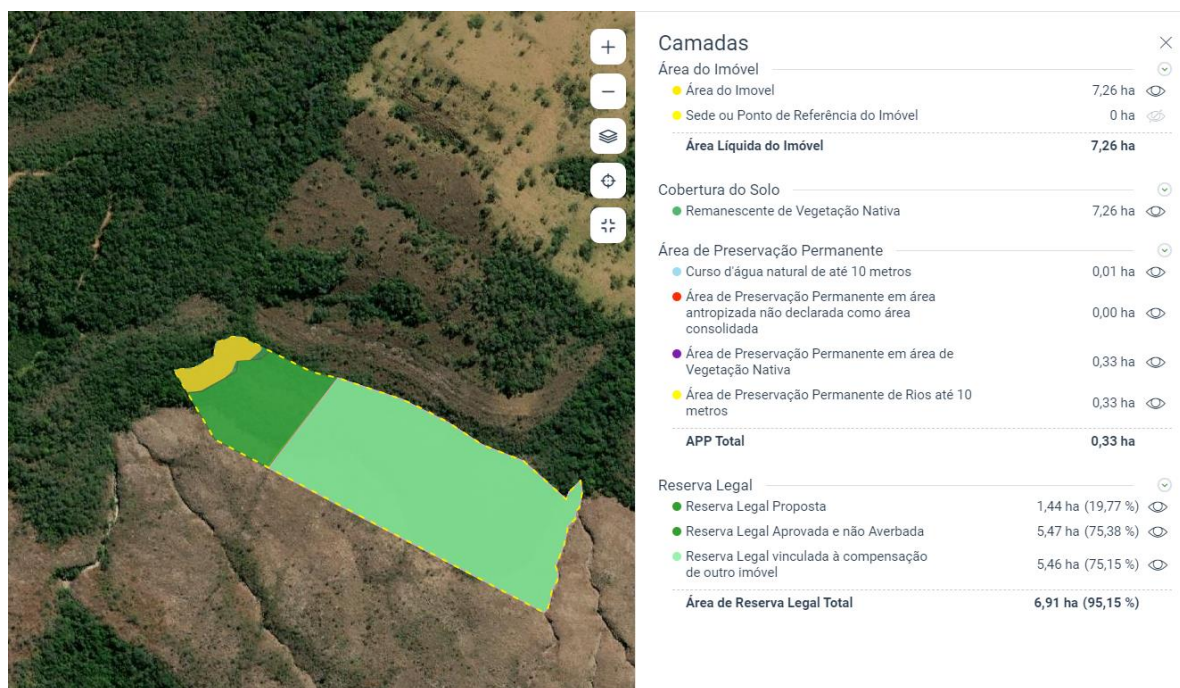 Camadas
Área do Imóvel
Área do Imovel 7,26 ha
Sede ou Ponto de Referência do Imóvel 0 ha
Área Líquida do Imóvel 7,26 ha
Cobertura do Solo
Remanescente de Vegetação Nativa 7,26 ha
Área de Preservação Permanente
Curso d'água natural de até 10 metros 0,01 ha
Área de Preservação Permanente em área
antropizada não declarada como área 0,00 ha
consolidada
Área de Preservação Permanente em área de
Vegetação Nativa 0,33 ha
Área de Preservação Permanente de Rios até 10
metros 0,33 ha
APP Total 0,33 ha
Reserva Legal
Reserva Legal Proposta 1,44 ha (19,77 %)
Reserva Legal Aprovada e não Averbada 5,47 ha (75,38 %)
Reserva Legal vinculada à compensação
de outro imóvel 5,46 ha (75,15 %)
Área de Reserva Legal Total 6,91 ha (95,15 %)